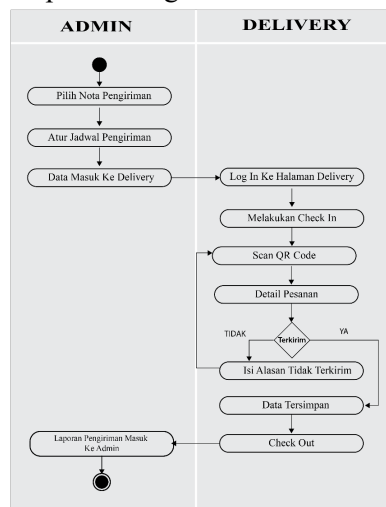 ADMIN
DELIVERY
Pilih Nota Pengiriman
Atur Jadwal Pengiriman
Data Masuk Ke Delivery
Log In Ke Halaman Delivery
Melakukan Check In
Scan QR Code
Detail Pesanan
Terkirim
TIDAK
YA
Isi Alasan Tidak Terkirim
Data Tersimpan
Check Out
Laporan Pengiriman Masuk
Ke Admin